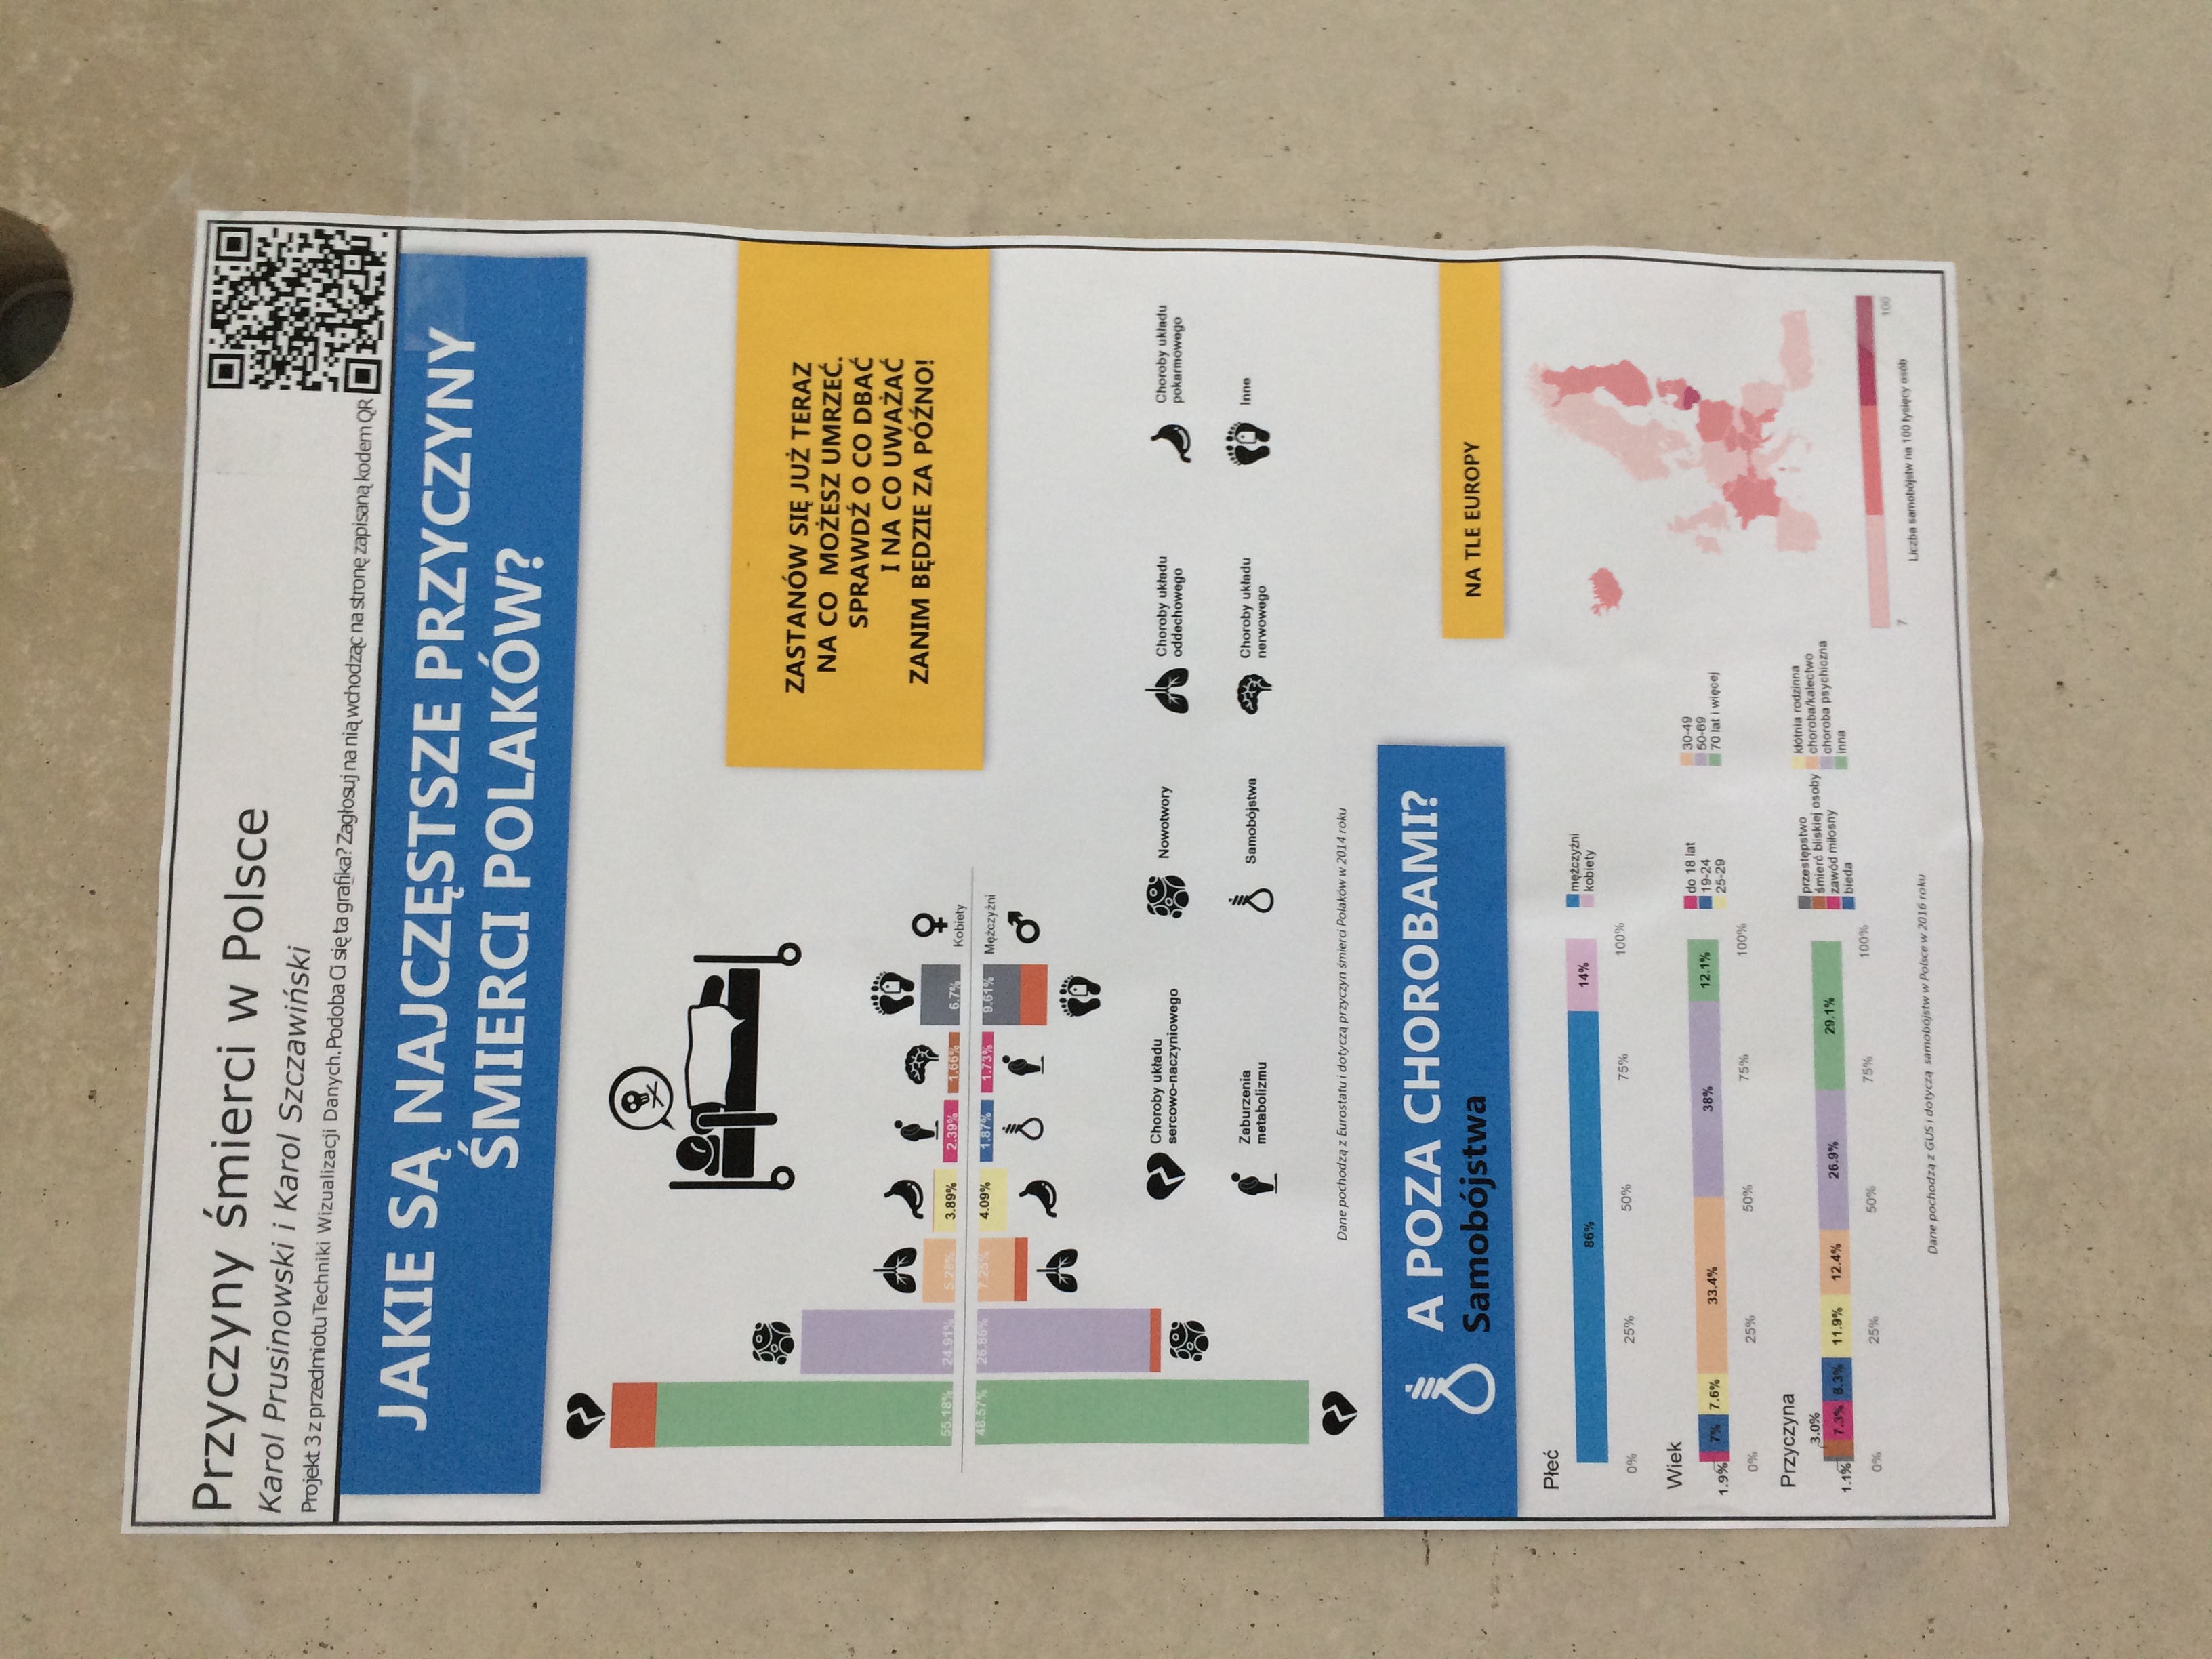 Przyczyny śmierci w Polsce
Karol Prusinowski i Karol Szczawiński
Projekt 3 z przedmiotu Techniki Wizualizacji Danych. Podoba Ci się ta grafika? Zagłosuj na nią wchodząc na stronę zapisaną kodem QR
JAKIE SĄ NAJCZĘSTSZE PRZYCZYNY
ŚMIERCI POLAKÓW?
ZASTANÓW SIĘ JUŻ TERAZ
NA CO MOŻESZ UMRZEĆ.
SPRAWDŹ O CO DBAĆ
I NA CO UWAŻAĆ
ZANIM BĘDZIE ZA PÓŹNO!
55.18% 24.91% 5.28% 3.89% 2.39% 1.66% 6.7% Kobiety
48.57% 26.86% 7.25% 4.09% 1.87% 1.73% 9.61% Mężczyźni
Choroby układu
sercowo-naczyniowego
Nowotwory
Choroby układu
oddechowego
Choroby układu
pokarmowego
Zaburzenia
metabolizmu
Samobójstwa
Choroby układu
nerwowego
Inne
Dane pochodzą z Eurostatu i dotyczą przyczyn śmierci Polaków w 2014 roku
A POZA CHOROBAMI?
Samobójstwa
NA TLE EUROPY
Płeć
86% 14%
mężczyźni
kobiety
0% 25% 50% 75% 100%
Wiek
1.9% 7% 7.6% 33.4% 38% 12.1%
do 18 lat
19-24
25-29
30-49
50-69
70 lat i więcej
0% 25% 50% 75% 100%
Przyczyna
3.0%
1.1% 7.3% 8.3% 11.9% 12.4% 26.9% 29.1%
przestępstwo
śmierć bliskiej osoby
zawód miłosny
bieda
kłótnia rodzinna
choroba/kalectwo
choroba psychiczna
inna
0% 25% 50% 75% 100%
7 100
Liczba samobójstw na 100 tysięcy osób
Dane pochodzą z GUS i dotyczą samobójstw w Polsce w 2016 roku